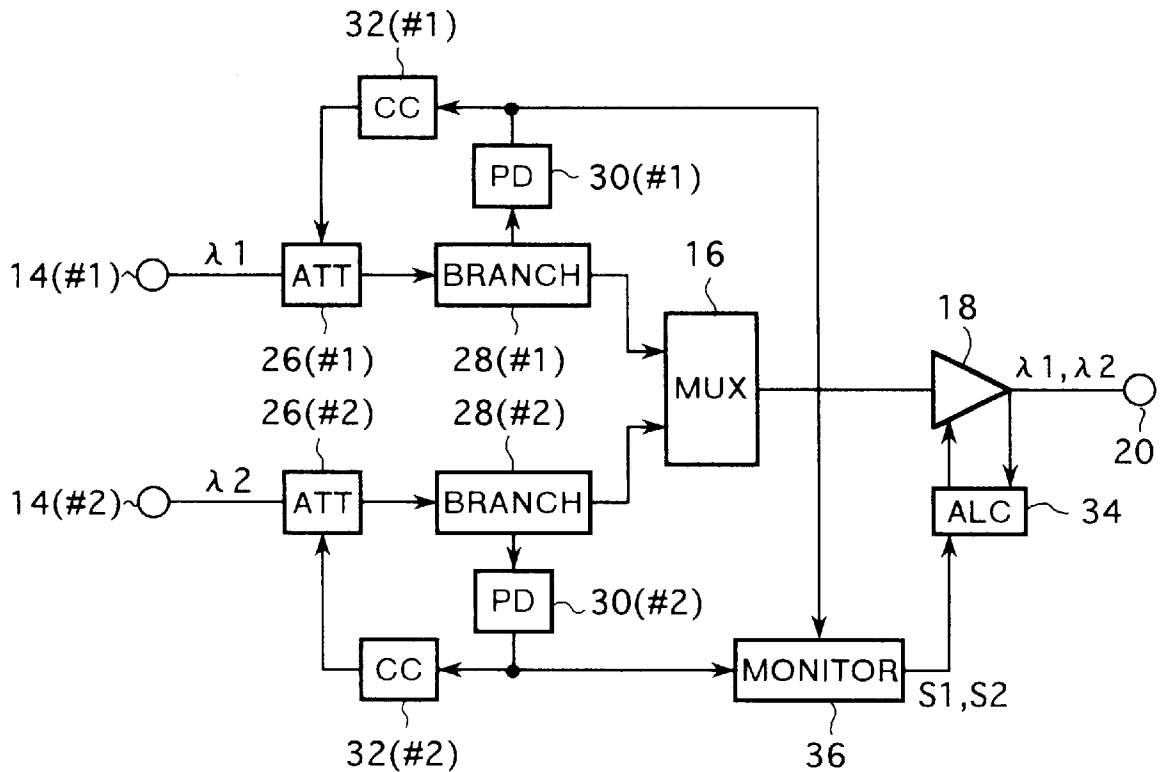 32(#1)
CC
PD
30(#1)
λ1
14(#1)
ATT
BRANCH
16
18
26(#1)
28(#1)
MUX
λ1,λ2
26(#2)
28(#2)
20
λ2
14(#2)
ATT
BRANCH
ALC
34
PD
30(#2)
CC
MONITOR
S1,S2
32(#2)
36